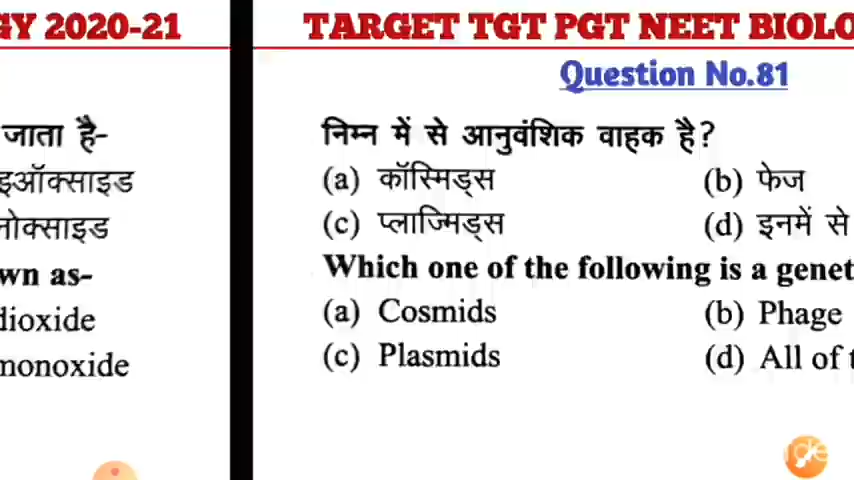 GY 2020-21
जाता है-
इऑक्साइड
नोक्साइड
wn as-
dioxide
monoxide
TARGET TGT PGT NEET BIOLO
Question No.81
निम्न में से आनुवंशिक वाहक है?
(a) कॉस्मिड्स (b) फेज
(c) प्लाज्मिड्स (d) इनमें से
Which one of the following is a genet
(a) Cosmids (b) Phage
(c) Plasmids (d) All of t